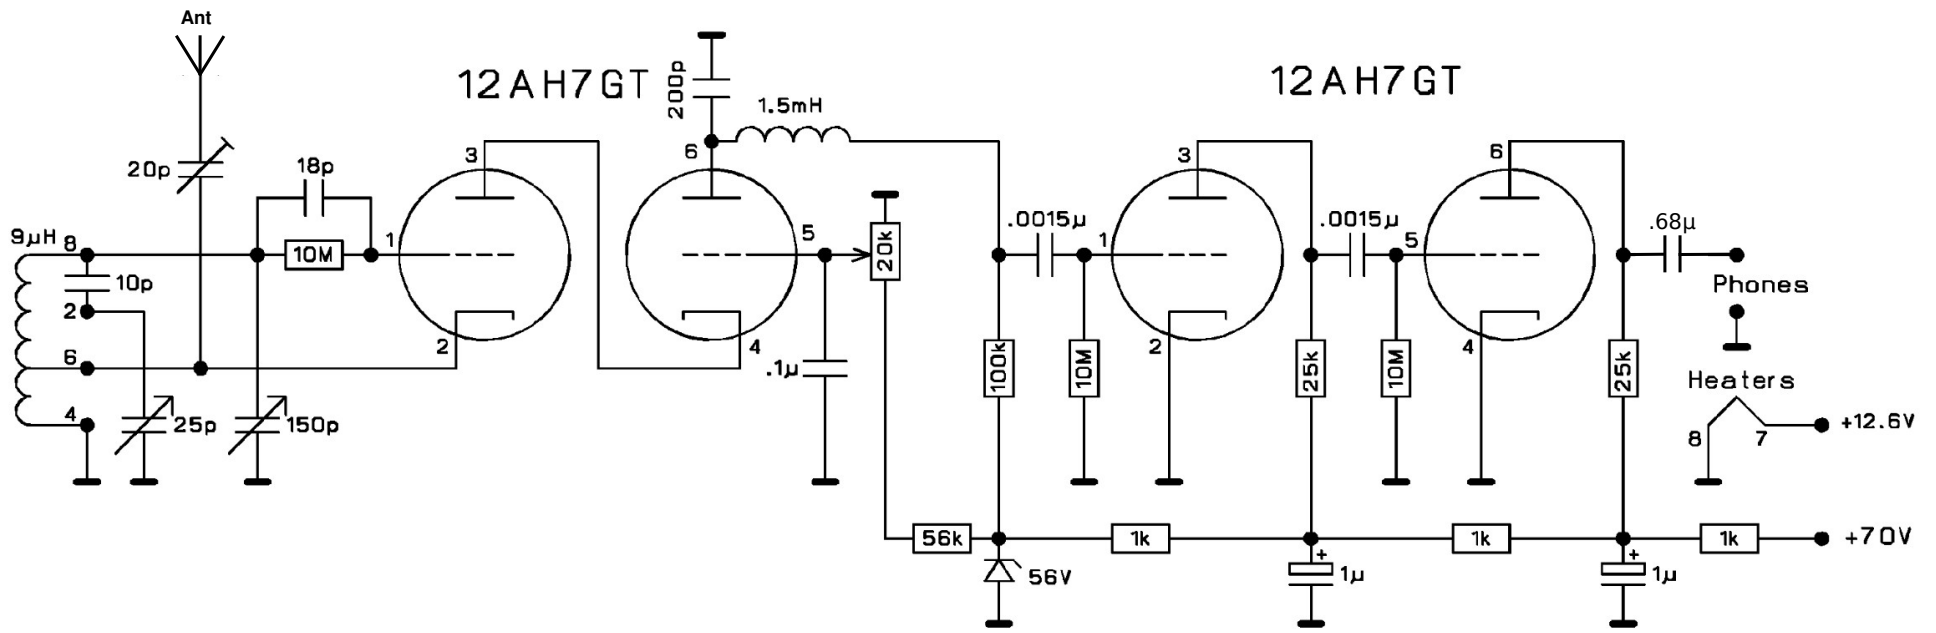 Ant
12AH7GT
12AH7GT
200p
1.5mH
3
6
3
6
20p
18p
.0015µ
.0015µ
.68µ
9µH
8
10M
1
5
20k
1
5
10p
Phones
2
6
2
4
.1µ
100k
10M
2
25k
10M
4
25k
Heaters
4
25p
150p
+12.6V
8
7
56k
1k
1k
1k
+70V
56V
+
1µ
+
1µ